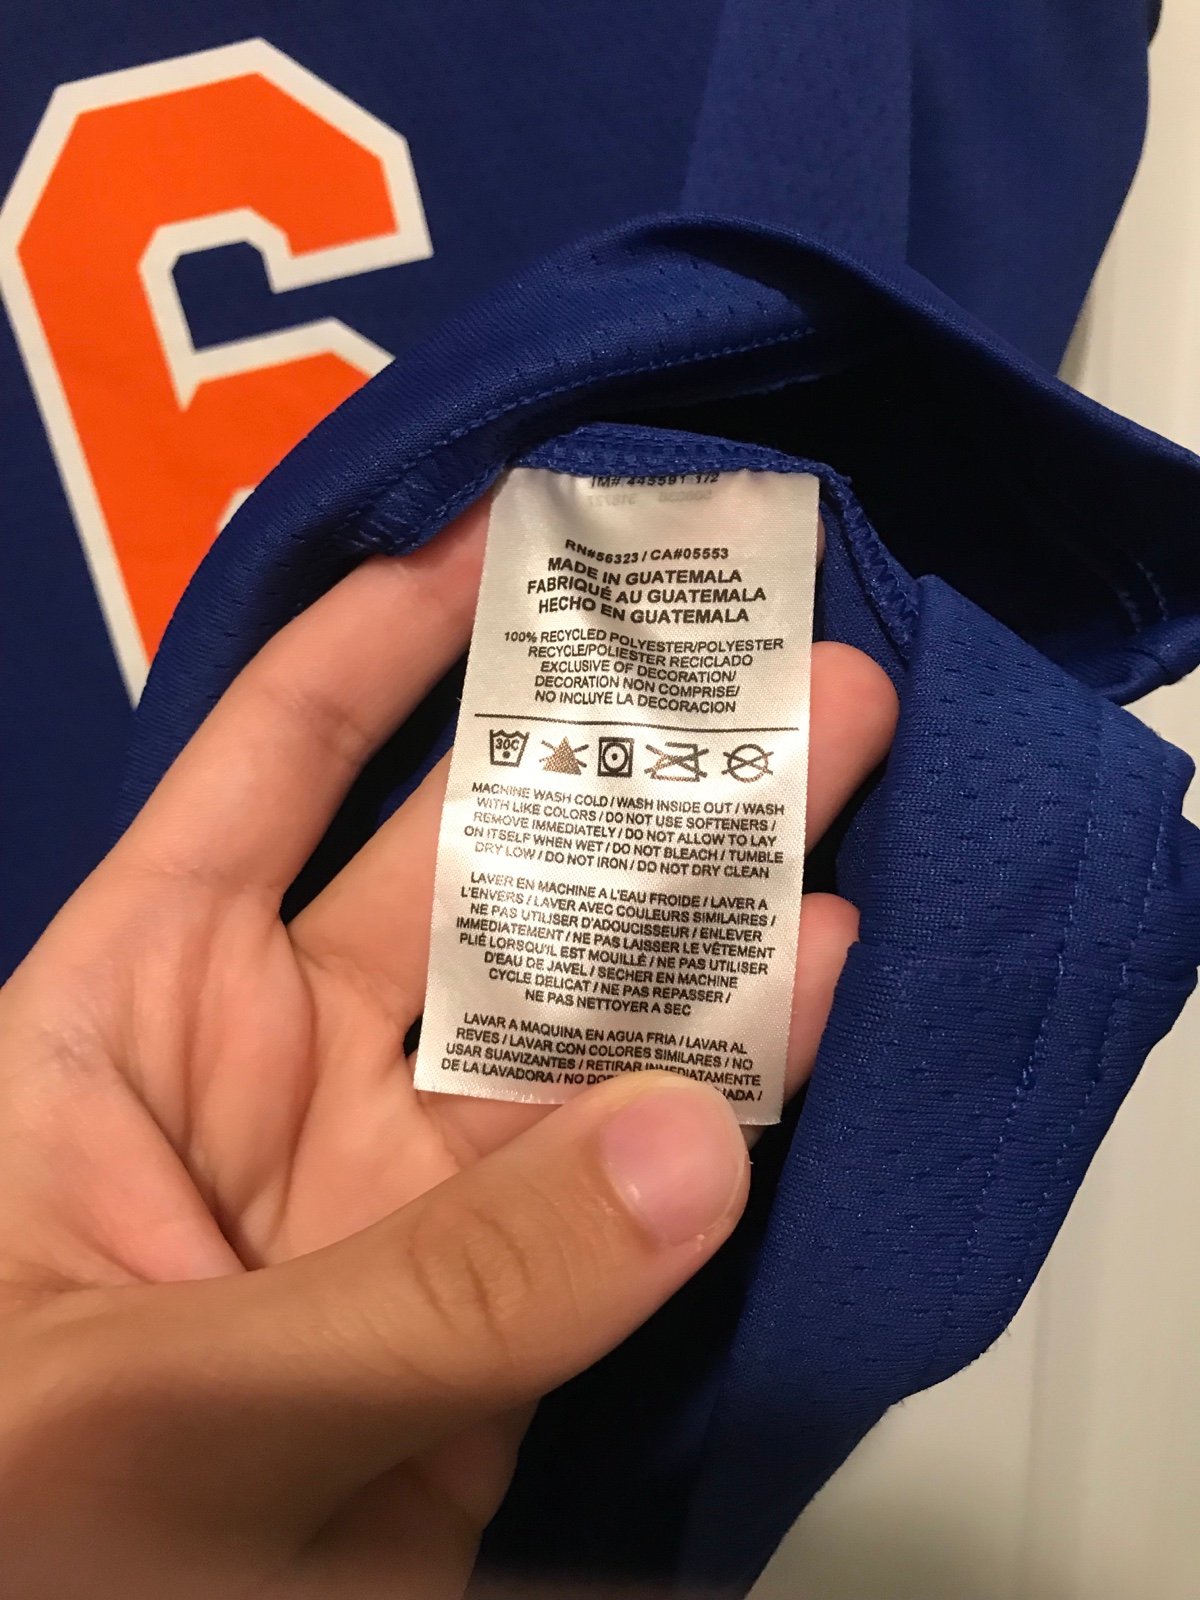 6
IM# 445591 1/2
RN#56323 / CA#05553
MADE IN GUATEMALA
FABRIQUÉ AU GUATEMALA
HECHO EN GUATEMALA
100% RECYCLED POLYESTER/POLYESTER
RECYCLE/POLIESTER RECICLADO
EXCLUSIVE OF DECORATION/
DECORATION NON COMPRISE/
NO INCLUYE LA DECORACION
30C
MACHINE WASH COLD / WASH INSIDE OUT / WASH
WITH LIKE COLORS / DO NOT USE SOFTENERS /
REMOVE IMMEDIATELY / DO NOT ALLOW TO LAY
ON ITSELF WHEN WET / DO NOT BLEACH / TUMBLE
DRY LOW / DO NOT IRON / DO NOT DRY CLEAN
LAVER EN MACHINE A L'EAU FROIDE / LAVER A
L'ENVERS / LAVER AVEC COULEURS SIMILAIRES /
NE PAS UTILISER D'ADOUCISSEUR / ENLEVER
IMMEDIATEMENT / NE PAS LAISSER LE VÊTEMENT
PLIÉ LORSQU'IL EST MOUILLÉ / NE PAS UTILISER
D'EAU DE JAVEL / SECHER EN MACHINE
CYCLE DELICAT / NE PAS REPASSER /
NE PAS NETTOYER A SEC
LAVAR A MAQUINA EN AGUA FRIA / LAVAR AL
REVES / LAVAR CON COLORES SIMILARES / NO
USAR SUAVIZANTES / RETIRAR INMEDIATAMENTE
DE LA LAVADORA / NO